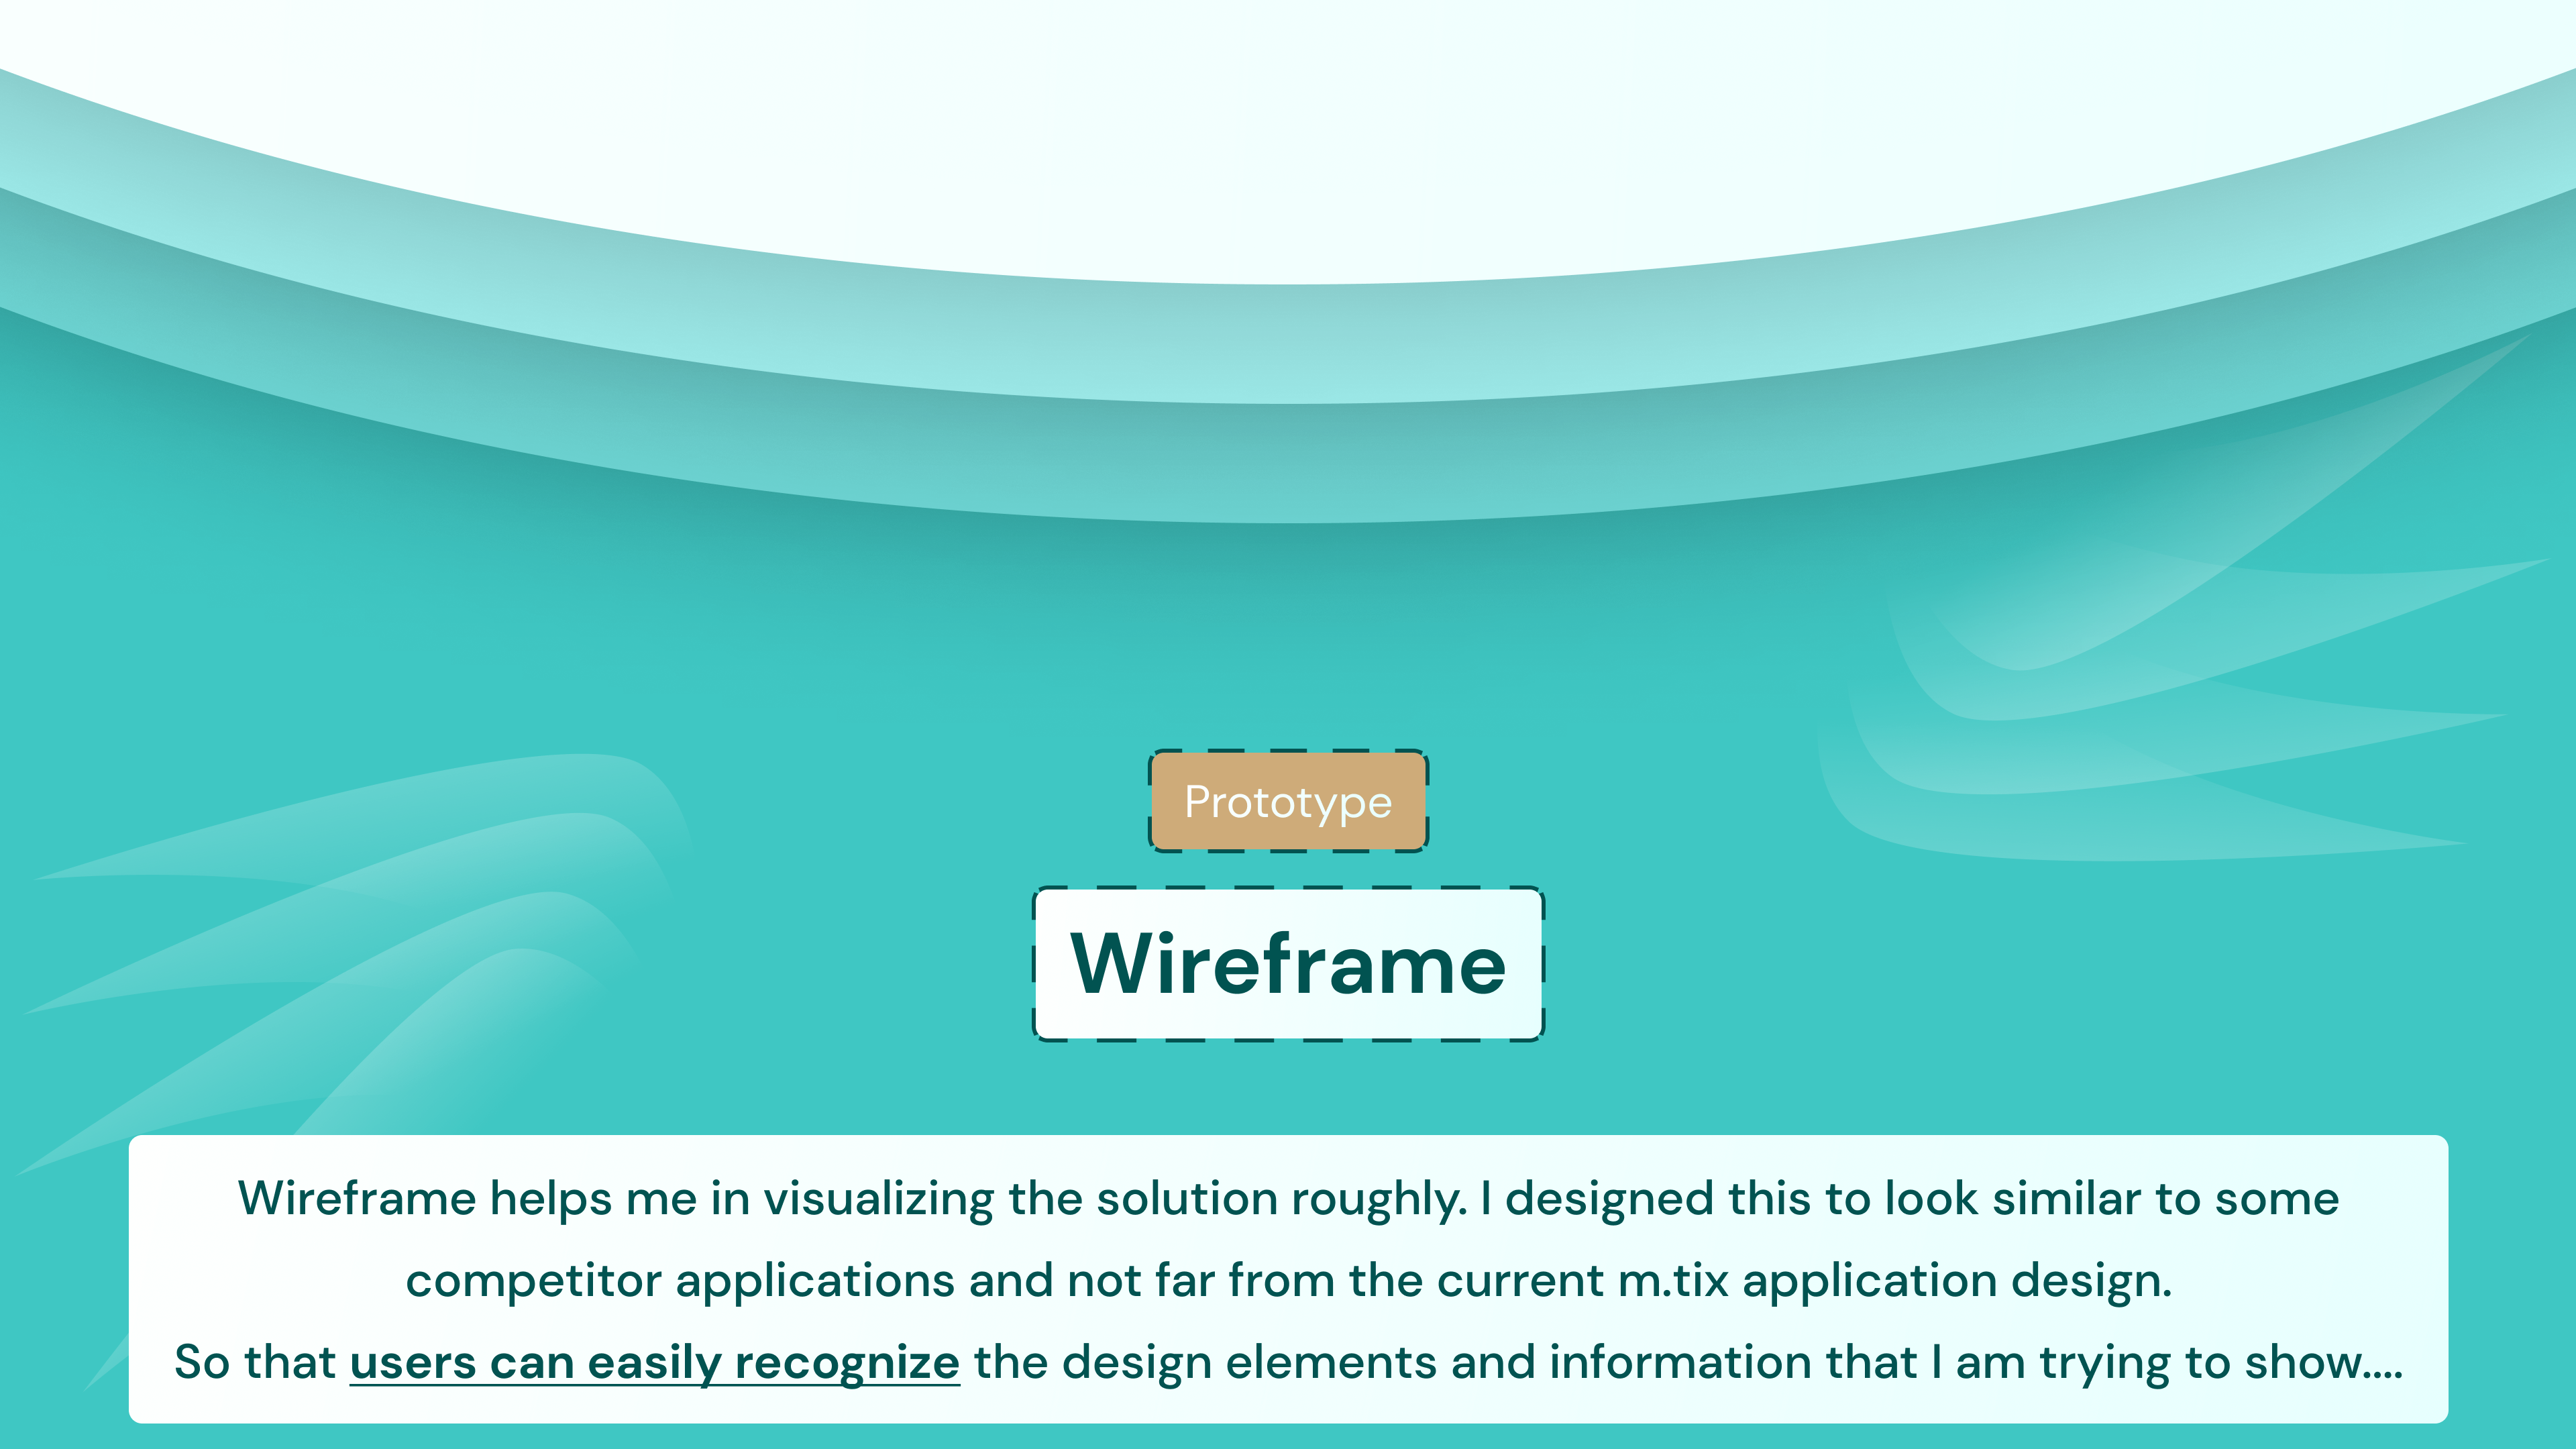 Prototype
Wireframe
Wireframe helps me in visualizing the solution roughly. I designed this to look similar to some
competitor applications and not far from the current m.tix application design.
So that users can easily recognize the design elements and information that I am trying to show....